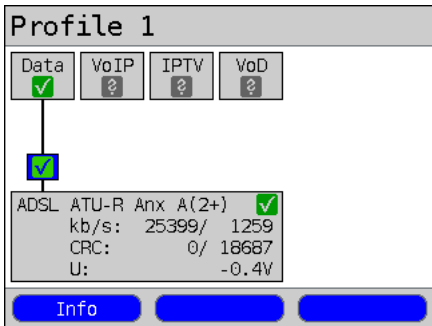 Profile 1
Data VoIP IPTV VoD
? ? ?
ADSL ATU-R Anx A(2+)
kb/s: 25399/ 1259
CRC: 0/ 18687
U: -0.4V
Info